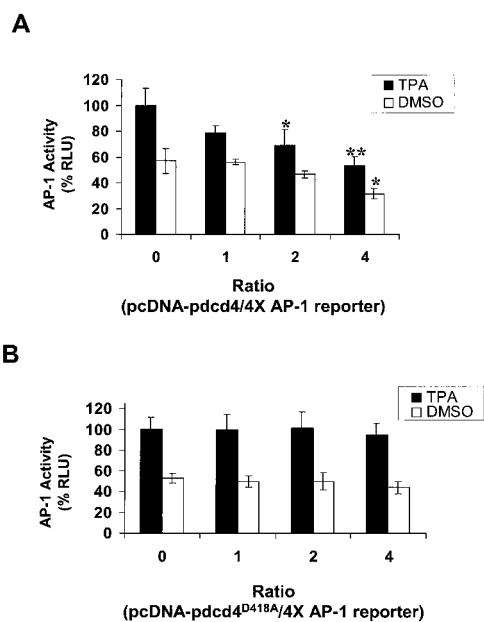 A
120
100
80
60
40
20
0
AP-1 Activity
(% RLU)
TPA
DMSO
*
**
*
0 1 2 4
Ratio
(pcDNA-pdcd4/4X AP-1 reporter)
B
120
100
80
60
40
20
0
AP-1 Activity
(% RLU)
TPA
DMSO
0 1 2 4
Ratio
(pcDNA-pdcd4D418A/4X AP-1 reporter)